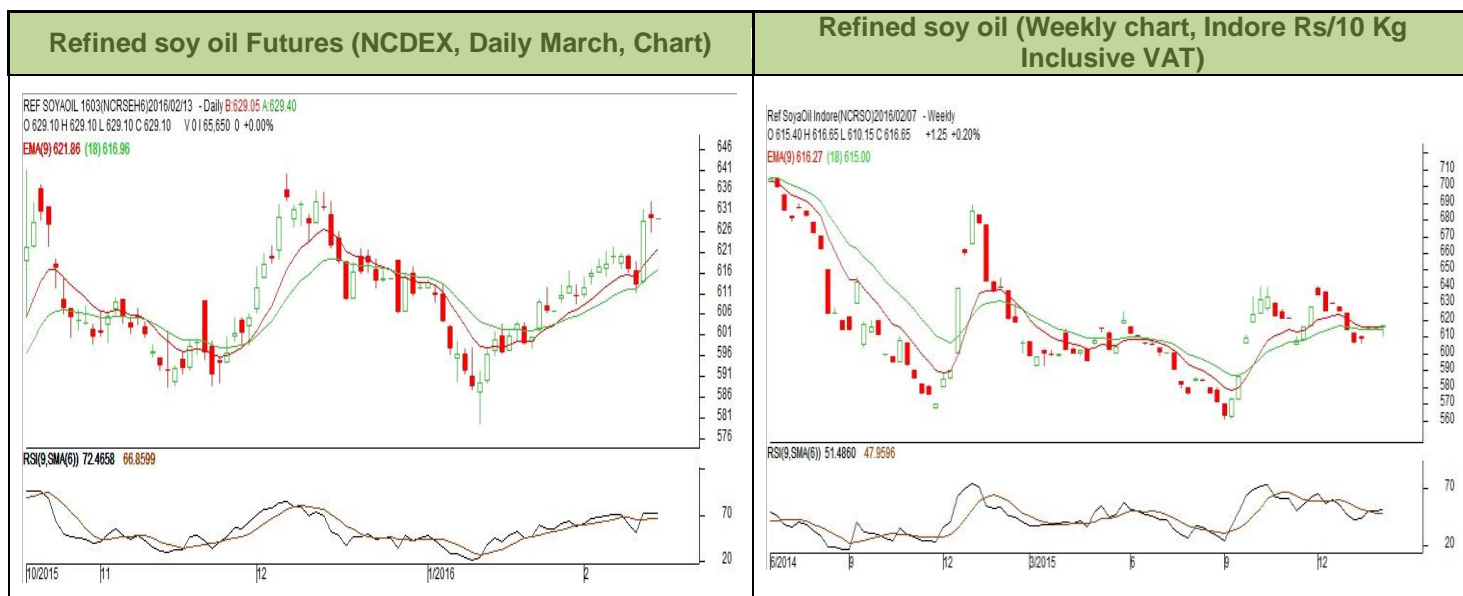 Refined soy oil Futures (NCDEX, Daily March, Chart)
REF SOYAOIL 1603(NCRSEH6)2016/02/13 - Daily B:629.05 A:629.40
O 629.10 H 629.10 L 629.10 C 629.10 V 0 I 65,650 0 +0.00%
EMA(9) 621.86 (18) 616.96
646
641
636
631
626
621
616
611
606
601
596
591
586
581
576
RSI(9,SMA(6)) 72.4658 66.8599
70
20
10/2015 11 12 1/2016 2
Refined soy oil (Weekly chart, Indore Rs/10 Kg
Inclusive VAT)
Ref SoyaOil Indore(NCRSO)2016/02/07 - Weekly
O 615.40 H 616.65 L 610.15 C 616.65 +1.25 +0.20%
EMA(9) 616.27 (18) 615.00
710
700
690
680
670
660
650
640
630
620
610
600
590
580
570
560
RSI(9,SMA(6)) 51.4860 47.9596
70
20
6/2014 9 12 3/2015 6 9 12